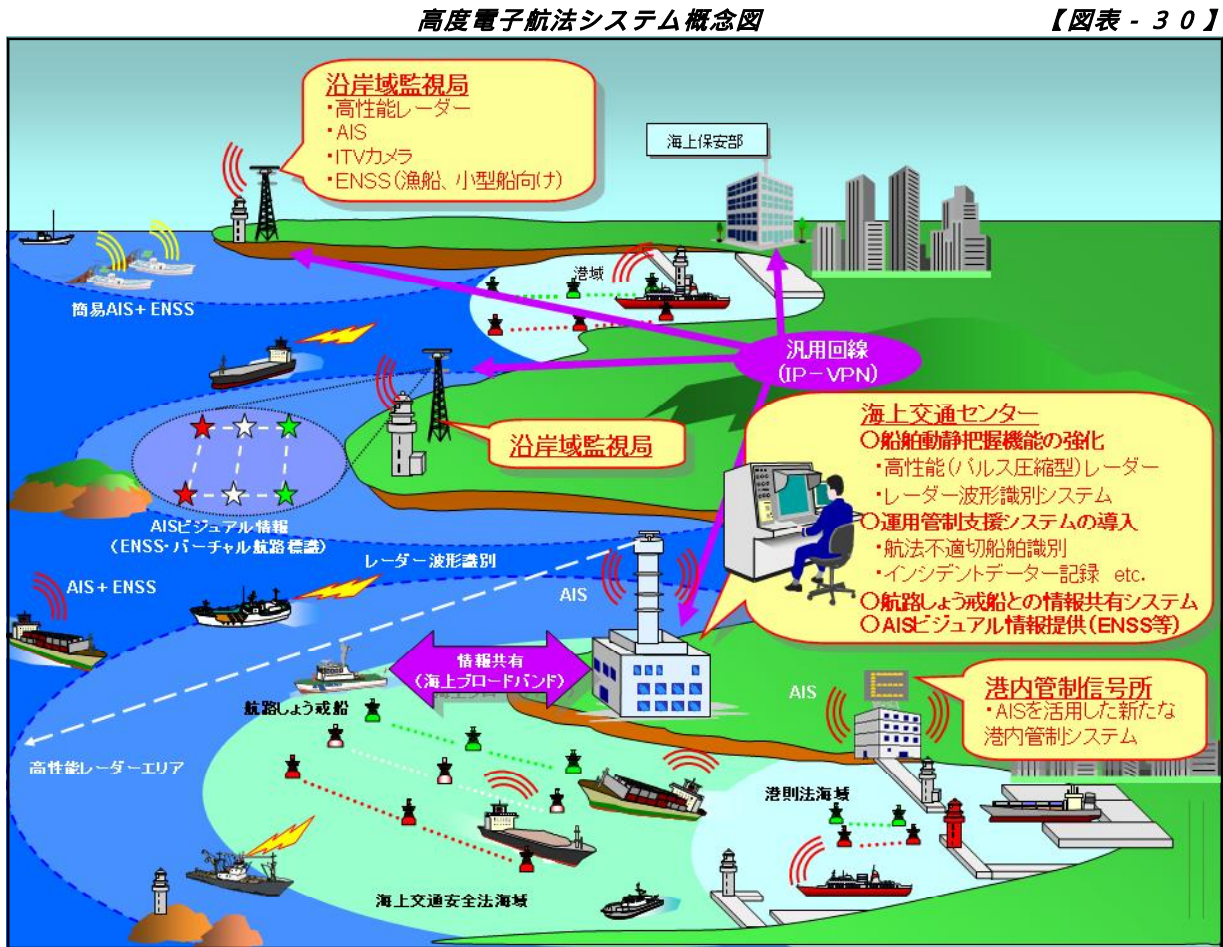 高度電子航法システム概念図
【図表-30】
沿岸域監視局
・高性能レーダー
・AIS
・ITVカメラ
・ENSS(漁船、小型船向け)
海上保安部
港域
簡易AIS+ENSS
汎用回線
(IP-VPN)
沿岸域監視局
海上交通センター
○船舶動静把握機能の強化
・高性能(パルス圧縮型)レーダー
・レーダー波形識別システム
○運用管制支援システムの導入
・航法不適切船舶識別
・インシデントデーター記録 etc.
○航路しょう戒船との情報共有システム
○AISビジュアル情報提供(ENSS等)
AISビジュアル情報
(ENSS・バーチャル航路標識)
レーダー波形識別
AIS+ENSS
AIS
情報共有
(海上ブロードバンド)
航路しょう戒船
AIS
港内管制信号所
・AISを活用した新たな
港内管制システム
高性能レーダーエリア
港則法海域
海上交通安全法海域